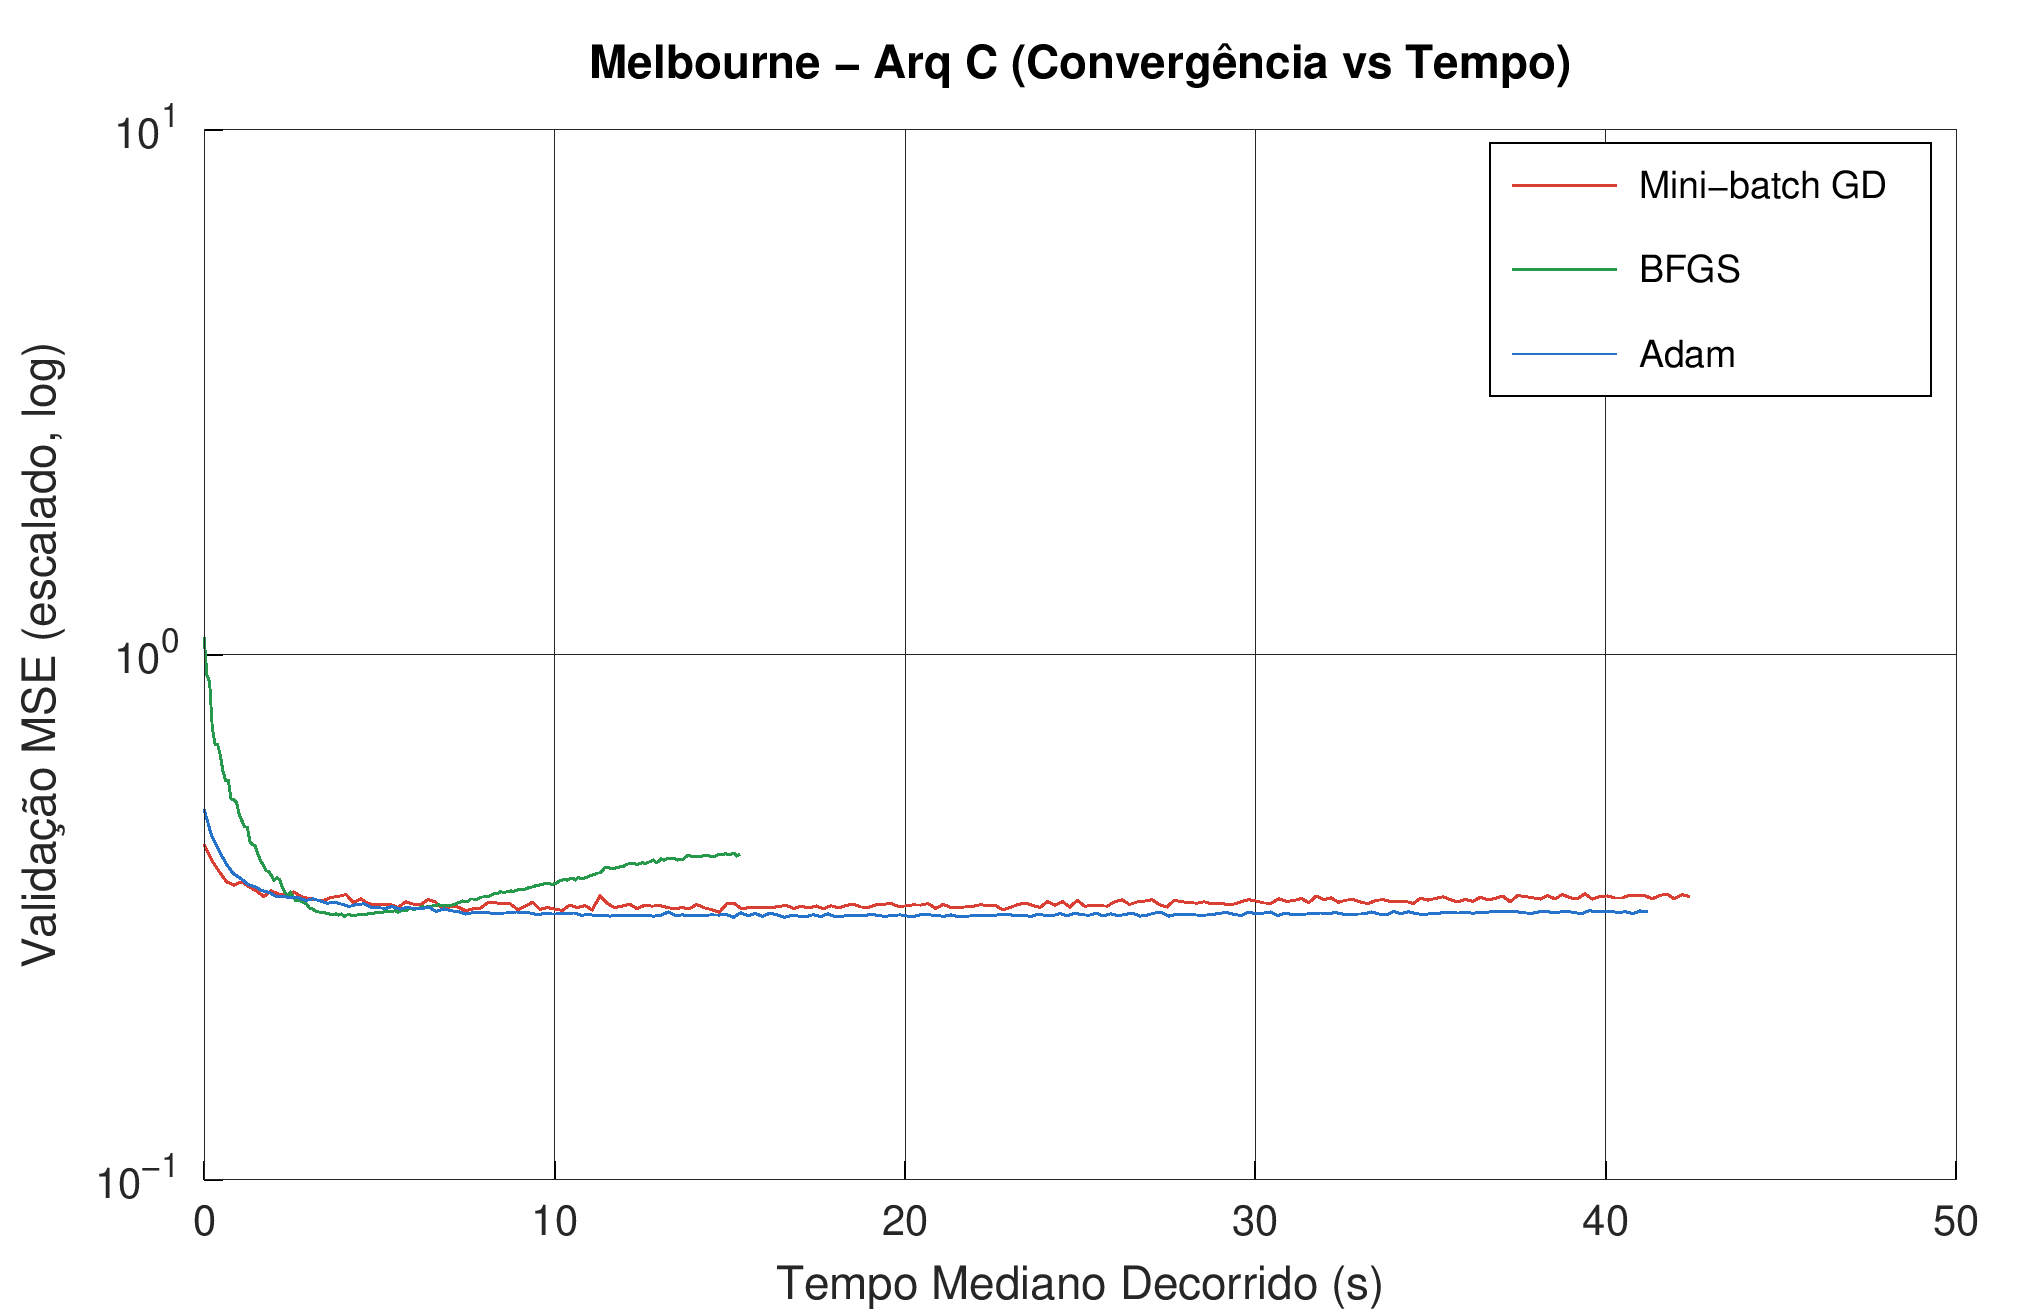 Melbourne – Arq C (Convergência vs Tempo)
10^1
Mini–batch GD
BFGS
Adam
Validação MSE (escalado, log)
10^0
10^−1
0 10 20 30 40 50
Tempo Mediano Decorrido (s)